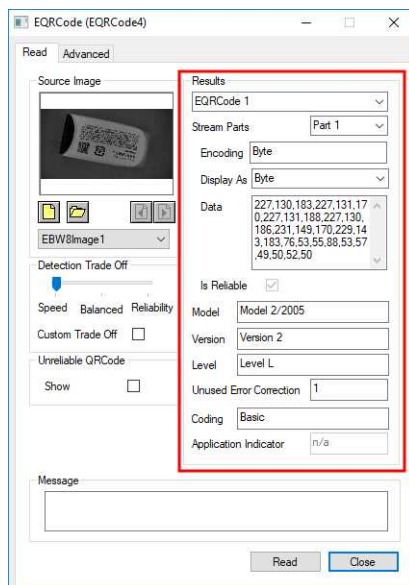 EQRCode (EQRCode4)
Read
Advanced
Source Image
EBW8Image1
Detection Trade Off
Speed
Balanced
Reliability
Custom Trade Off
Unreliable QRCode
Show
Results
EQRCode 1
Stream Parts
Part 1
Encoding
Byte
Display As
Byte
Data
227,130,183,227,131,17
0,227,131,188,227,130,
186,231,149,170,229,14
3,183,76,53,55,88,53,57
,49,50,52,50
Is Reliable
Model
Model 2/2005
Version
Version 2
Level
Level L
Unused Error Correction
1
Coding
Basic
Application Indicator
n/a
Message
Read
Close